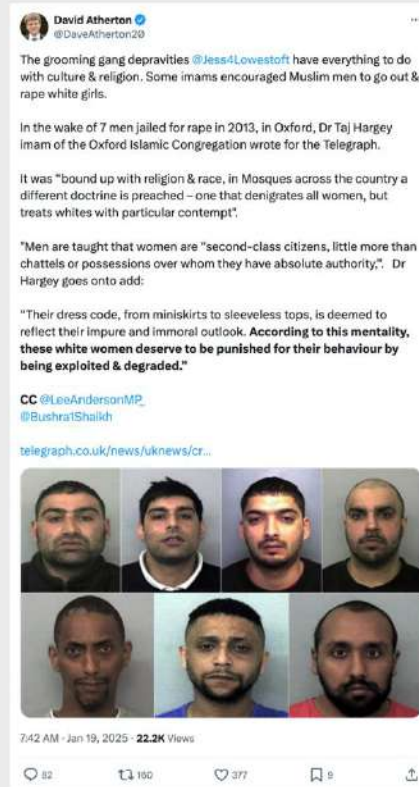 David Atherton
@DaveAtherton20
The grooming gang depravities @Jess4Lowestoft have everything to do
with culture & religion. Some imams encouraged Muslim men to go out &
rape white girls.
In the wake of 7 men jailed for rape in 2013, in Oxford, Dr Taj Hargey
imam of the Oxford Islamic Congregation wrote for the Telegraph.
It was "bound up with religion & race, in Mosques across the country a
different doctrine is preached – one that denigrates all women, but
treats whites with particular contempt".
"Men are taught that women are "second-class citizens, little more than
chattels or possessions over whom they have absolute authority,". Dr
Hargey goes onto add:
"Their dress code, from miniskirts to sleeveless tops, is deemed to
reflect their impure and immoral outlook. According to this mentality,
these white women deserve to be punished for their behaviour by
being exploited & degraded."
CC @LeeAndersonMP_
@Bushra1Shaikh
telegraph.co.uk/news/uknews/cr...
7:42 AM · Jan 19, 2025 · 22.2K Views
82 160 377 9